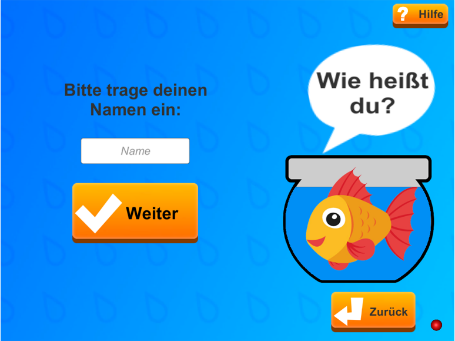 Hilfe
Wie heißt
du?
Bitte trage deinen
Namen ein:
Name
Weiter
Zurück